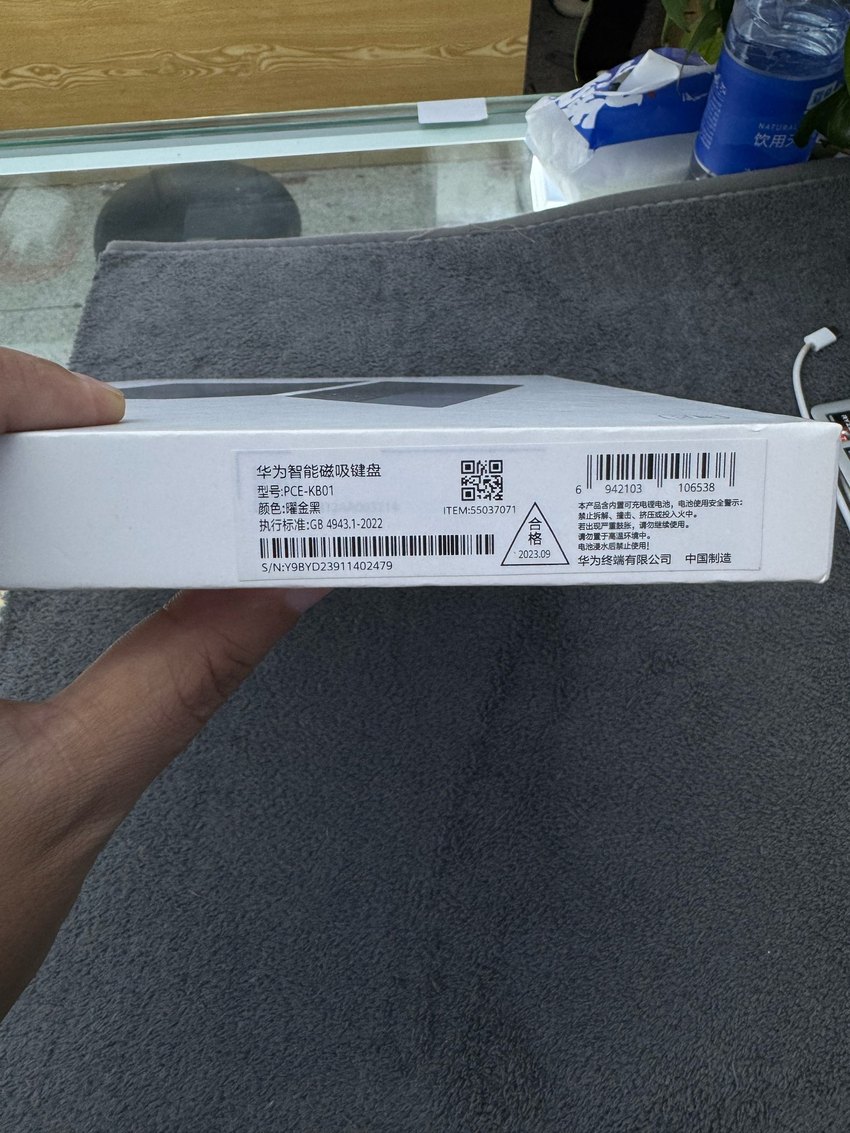 NATURAL
饮用天
华为智能磁吸键盘
型号:PCE-KB01
颜色:曜金黑
执行标准:GB 4943.1-2022
S/N:Y9BYD23911402479
ITEM:55037071
合格
2023.09
6 942103 106538
本产品含内置可充电锂电池，电池使用安全警示:
禁止拆解、撞击、挤压或投入火中。
若出现严重鼓胀，请勿继续使用。
请勿置于高温环境中。
电池浸水后禁止使用!
华为终端有限公司 中国制造